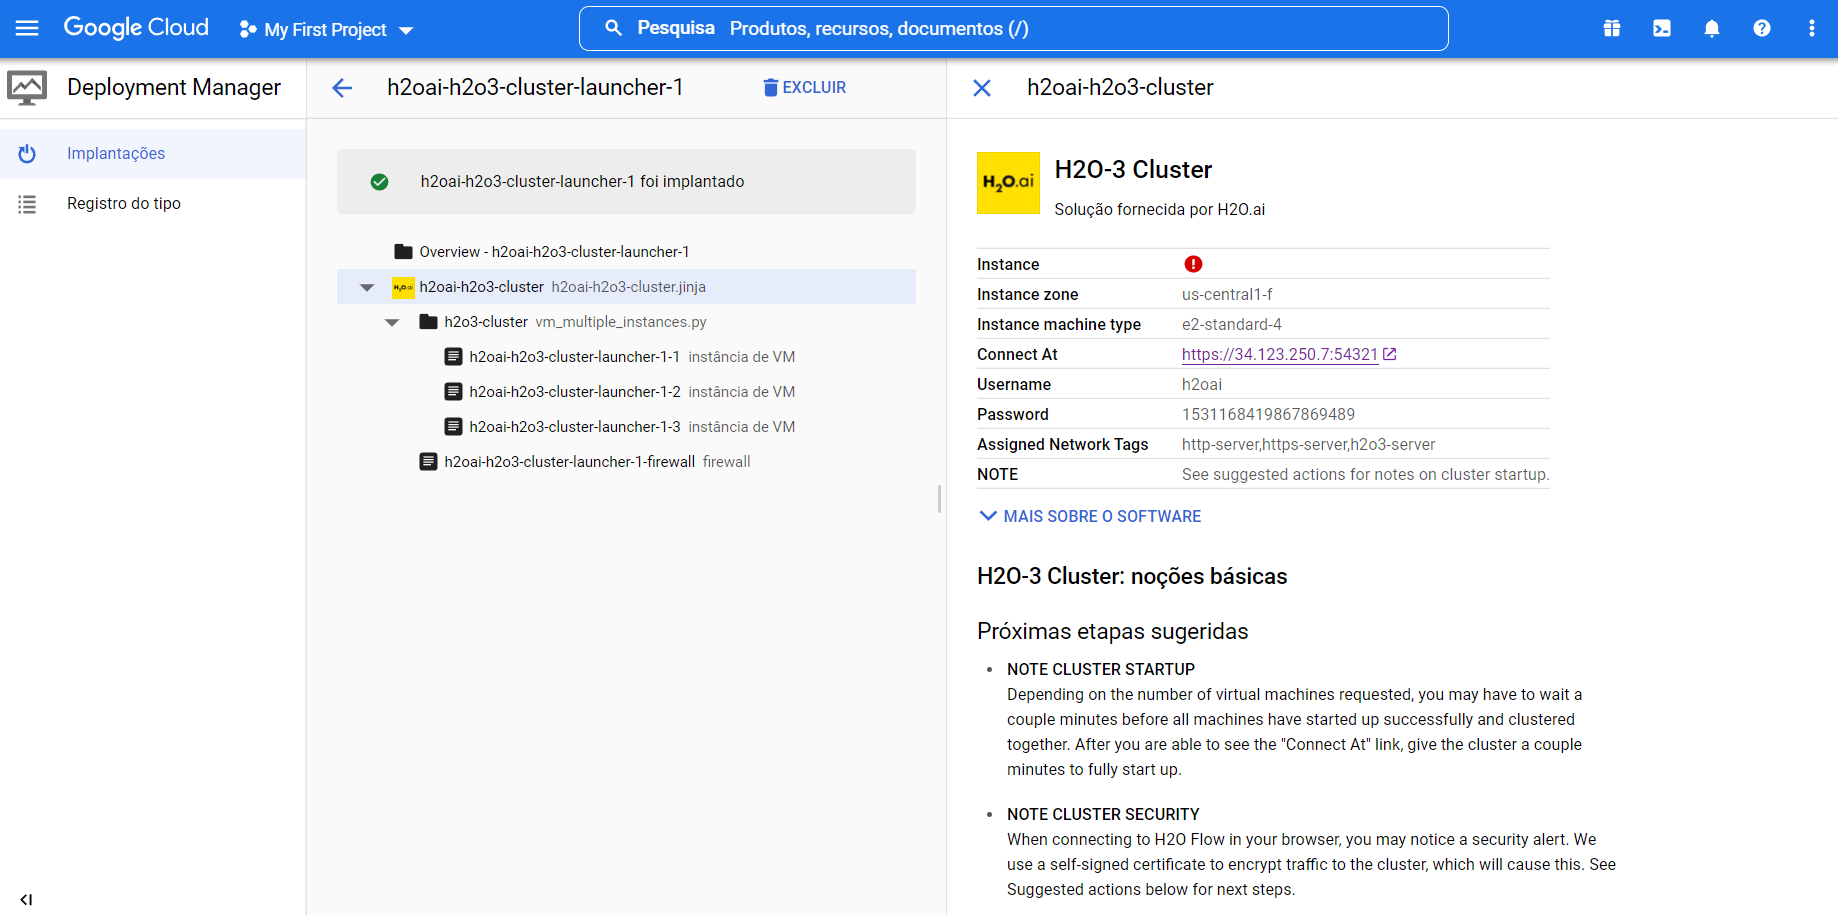 Google Cloud
My First Project
Pesquisa Produtos, recursos, documentos (/)
Deployment Manager
Implantações
Registro do tipo
h2oai-h2o3-cluster-launcher-1
EXCLUIR
h2oai-h2o3-cluster-launcher-1 foi implantado
Overview - h2oai-h2o3-cluster-launcher-1
H2O.ai h2oai-h2o3-cluster h2oai-h2o3-cluster.jinja
h2o3-cluster vm_multiple_instances.py
h2oai-h2o3-cluster-launcher-1-1 instância de VM
h2oai-h2o3-cluster-launcher-1-2 instância de VM
h2oai-h2o3-cluster-launcher-1-3 instância de VM
h2oai-h2o3-cluster-launcher-1-firewall firewall
h2oai-h2o3-cluster
H2O.ai
H2O-3 Cluster
Solução fornecida por H2O.ai
Instance
Instance zone us-central1-f
Instance machine type e2-standard-4
Connect At https://34.123.250.7:54321
Username h2oai
Password 1531168419867869489
Assigned Network Tags http-server,https-server,h2o3-server
NOTE See suggested actions for notes on cluster startup.
MAIS SOBRE O SOFTWARE
H2O-3 Cluster: noções básicas
Próximas etapas sugeridas
• NOTE CLUSTER STARTUP
Depending on the number of virtual machines requested, you may have to wait a
couple minutes before all machines have started up successfully and clustered
together. After you are able to see the "Connect At" link, give the cluster a couple
minutes to fully start up.
• NOTE CLUSTER SECURITY
When connecting to H2O Flow in your browser, you may notice a security alert. We
use a self-signed certificate to encrypt traffic to the cluster, which will cause this. See
Suggested actions below for next steps.